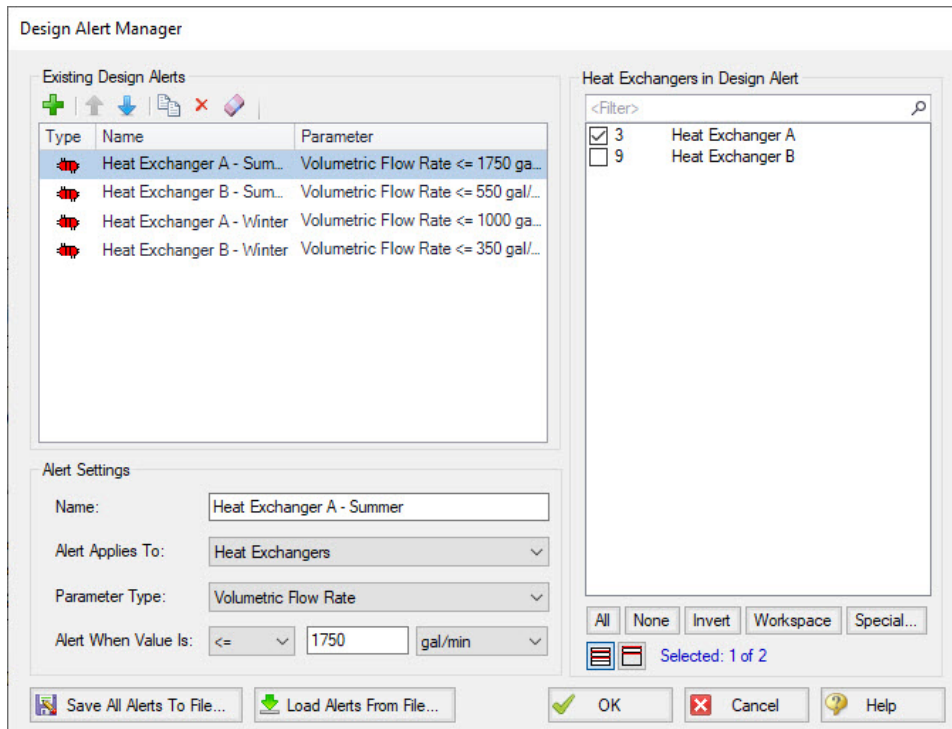 Design Alert Manager
Existing Design Alerts
Type Name Parameter
Heat Exchanger A - Sum... Volumetric Flow Rate <= 1750 ga...
Heat Exchanger B - Sum... Volumetric Flow Rate <= 550 gal/...
Heat Exchanger A - Winter Volumetric Flow Rate <= 1000 ga...
Heat Exchanger B - Winter Volumetric Flow Rate <= 350 gal/...
Alert Settings
Name: Heat Exchanger A - Summer
Alert Applies To: Heat Exchangers
Parameter Type: Volumetric Flow Rate
Alert When Value Is: <= 1750 gal/min
Heat Exchangers in Design Alert
<Filter>
3 Heat Exchanger A
9 Heat Exchanger B
All None Invert Workspace Special...
Selected: 1 of 2
Save All Alerts To File... Load Alerts From File... OK Cancel Help